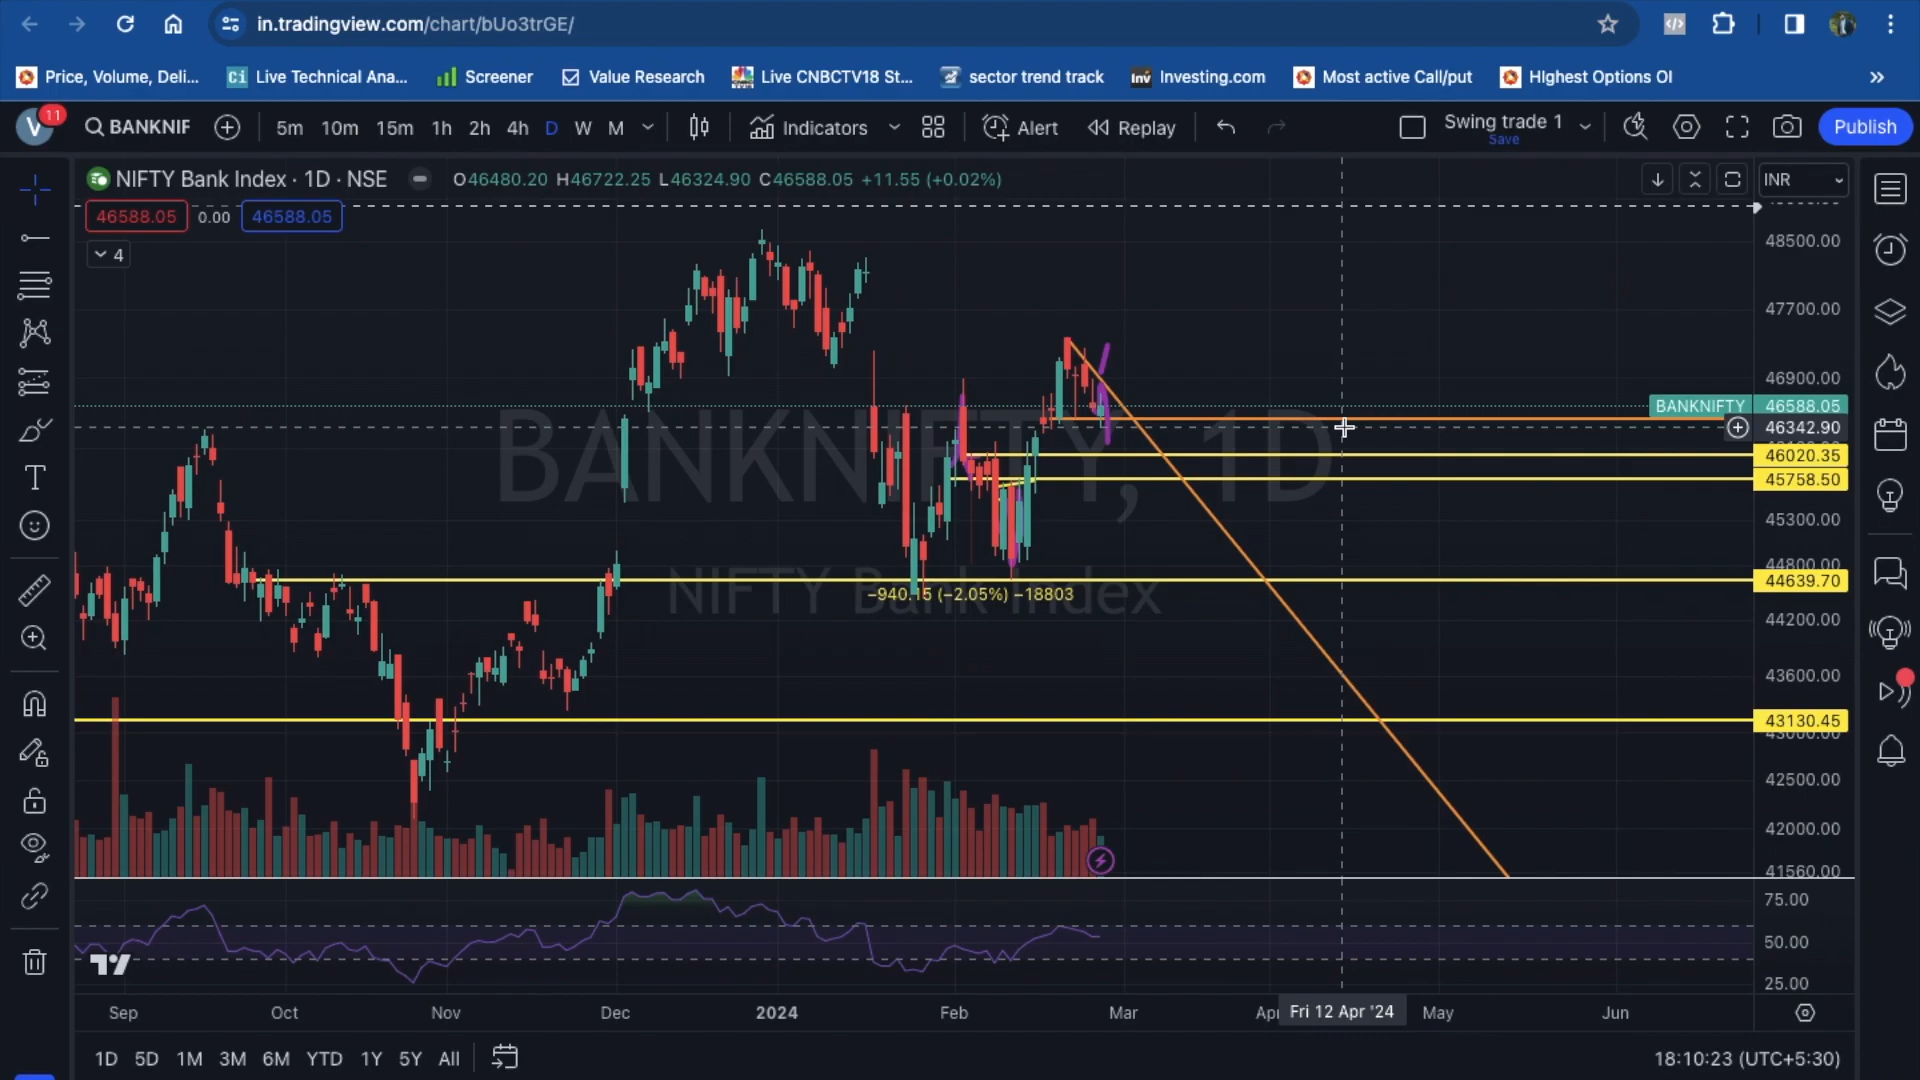 in.tradingview.com/chart/bUo3trGE/
Price, Volume, Deli... Live Technical Ana... Screener Value Research Live CNBCTV18 St... sector trend track Investing.com Most active Call/put HIghest Options OI »
V 11 BANKNIF 5m 10m 15m 1h 2h 4h D W M Indicators Alert Replay Swing trade 1 Save Publish
NIFTY Bank Index · 1D · NSE O46480.20 H46722.25 L46324.90 C46588.05 +11.55 (+0.02%) INR
46588.05 0.00 46588.05
4
48500.00
47700.00
46900.00
BANKNIFTY 46588.05
46342.90
46020.35
45758.50
BANKNIFTY, 1D
45300.00
44800.00
44639.70
NIFTY Bank Index
−940.15 (−2.05%) −18803
44200.00
43600.00
43130.45
43000.00
42500.00
42000.00
41560.00
75.00
50.00
25.00
Sep Oct Nov Dec 2024 Feb Mar Apr Fri 12 Apr '24 May Jun
1D 5D 1M 3M 6M YTD 1Y 5Y All 18:10:23 (UTC+5:30)